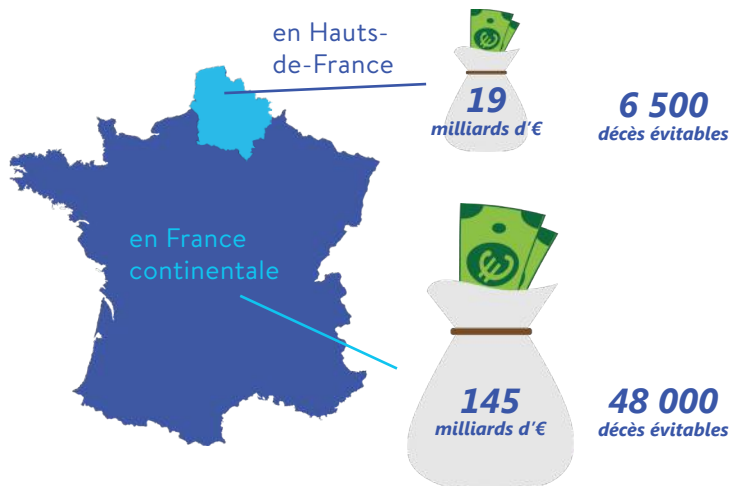 en Hauts-
de-France
19
milliards d'€
6 500
décès évitables
en France
continentale
145
milliards d'€
48 000
décès évitables